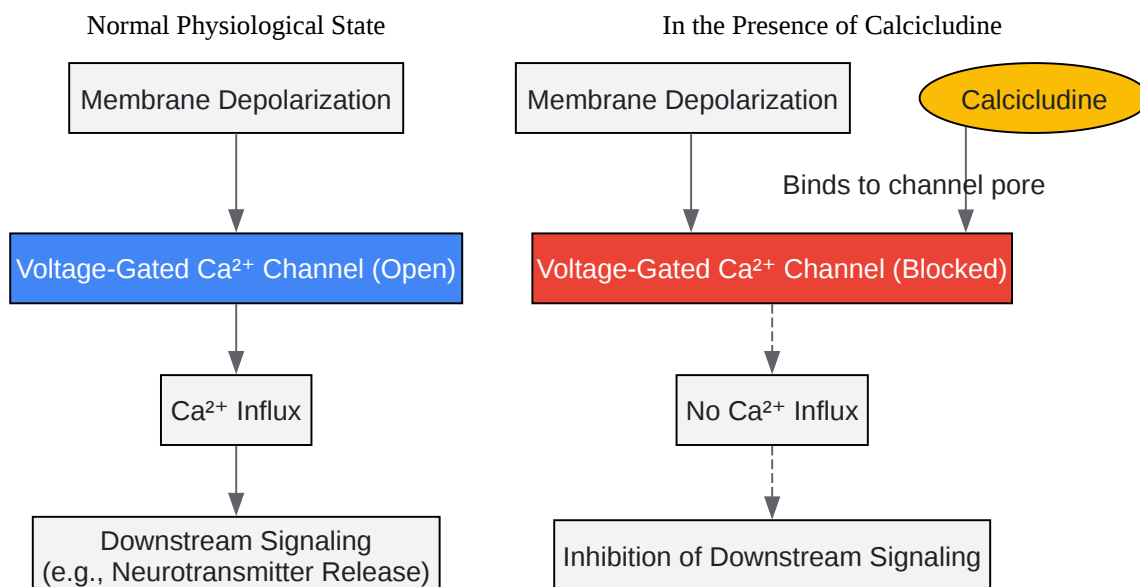 Normal Physiological State
Membrane Depolarization
Voltage-Gated Ca²⁺ Channel (Open)
Ca²⁺ Influx
Downstream Signaling
(e.g., Neurotransmitter Release)
In the Presence of Calcicludine
Membrane Depolarization
Calcicludine
Binds to channel pore
Voltage-Gated Ca²⁺ Channel (Blocked)
No Ca²⁺ Influx
Inhibition of Downstream Signaling